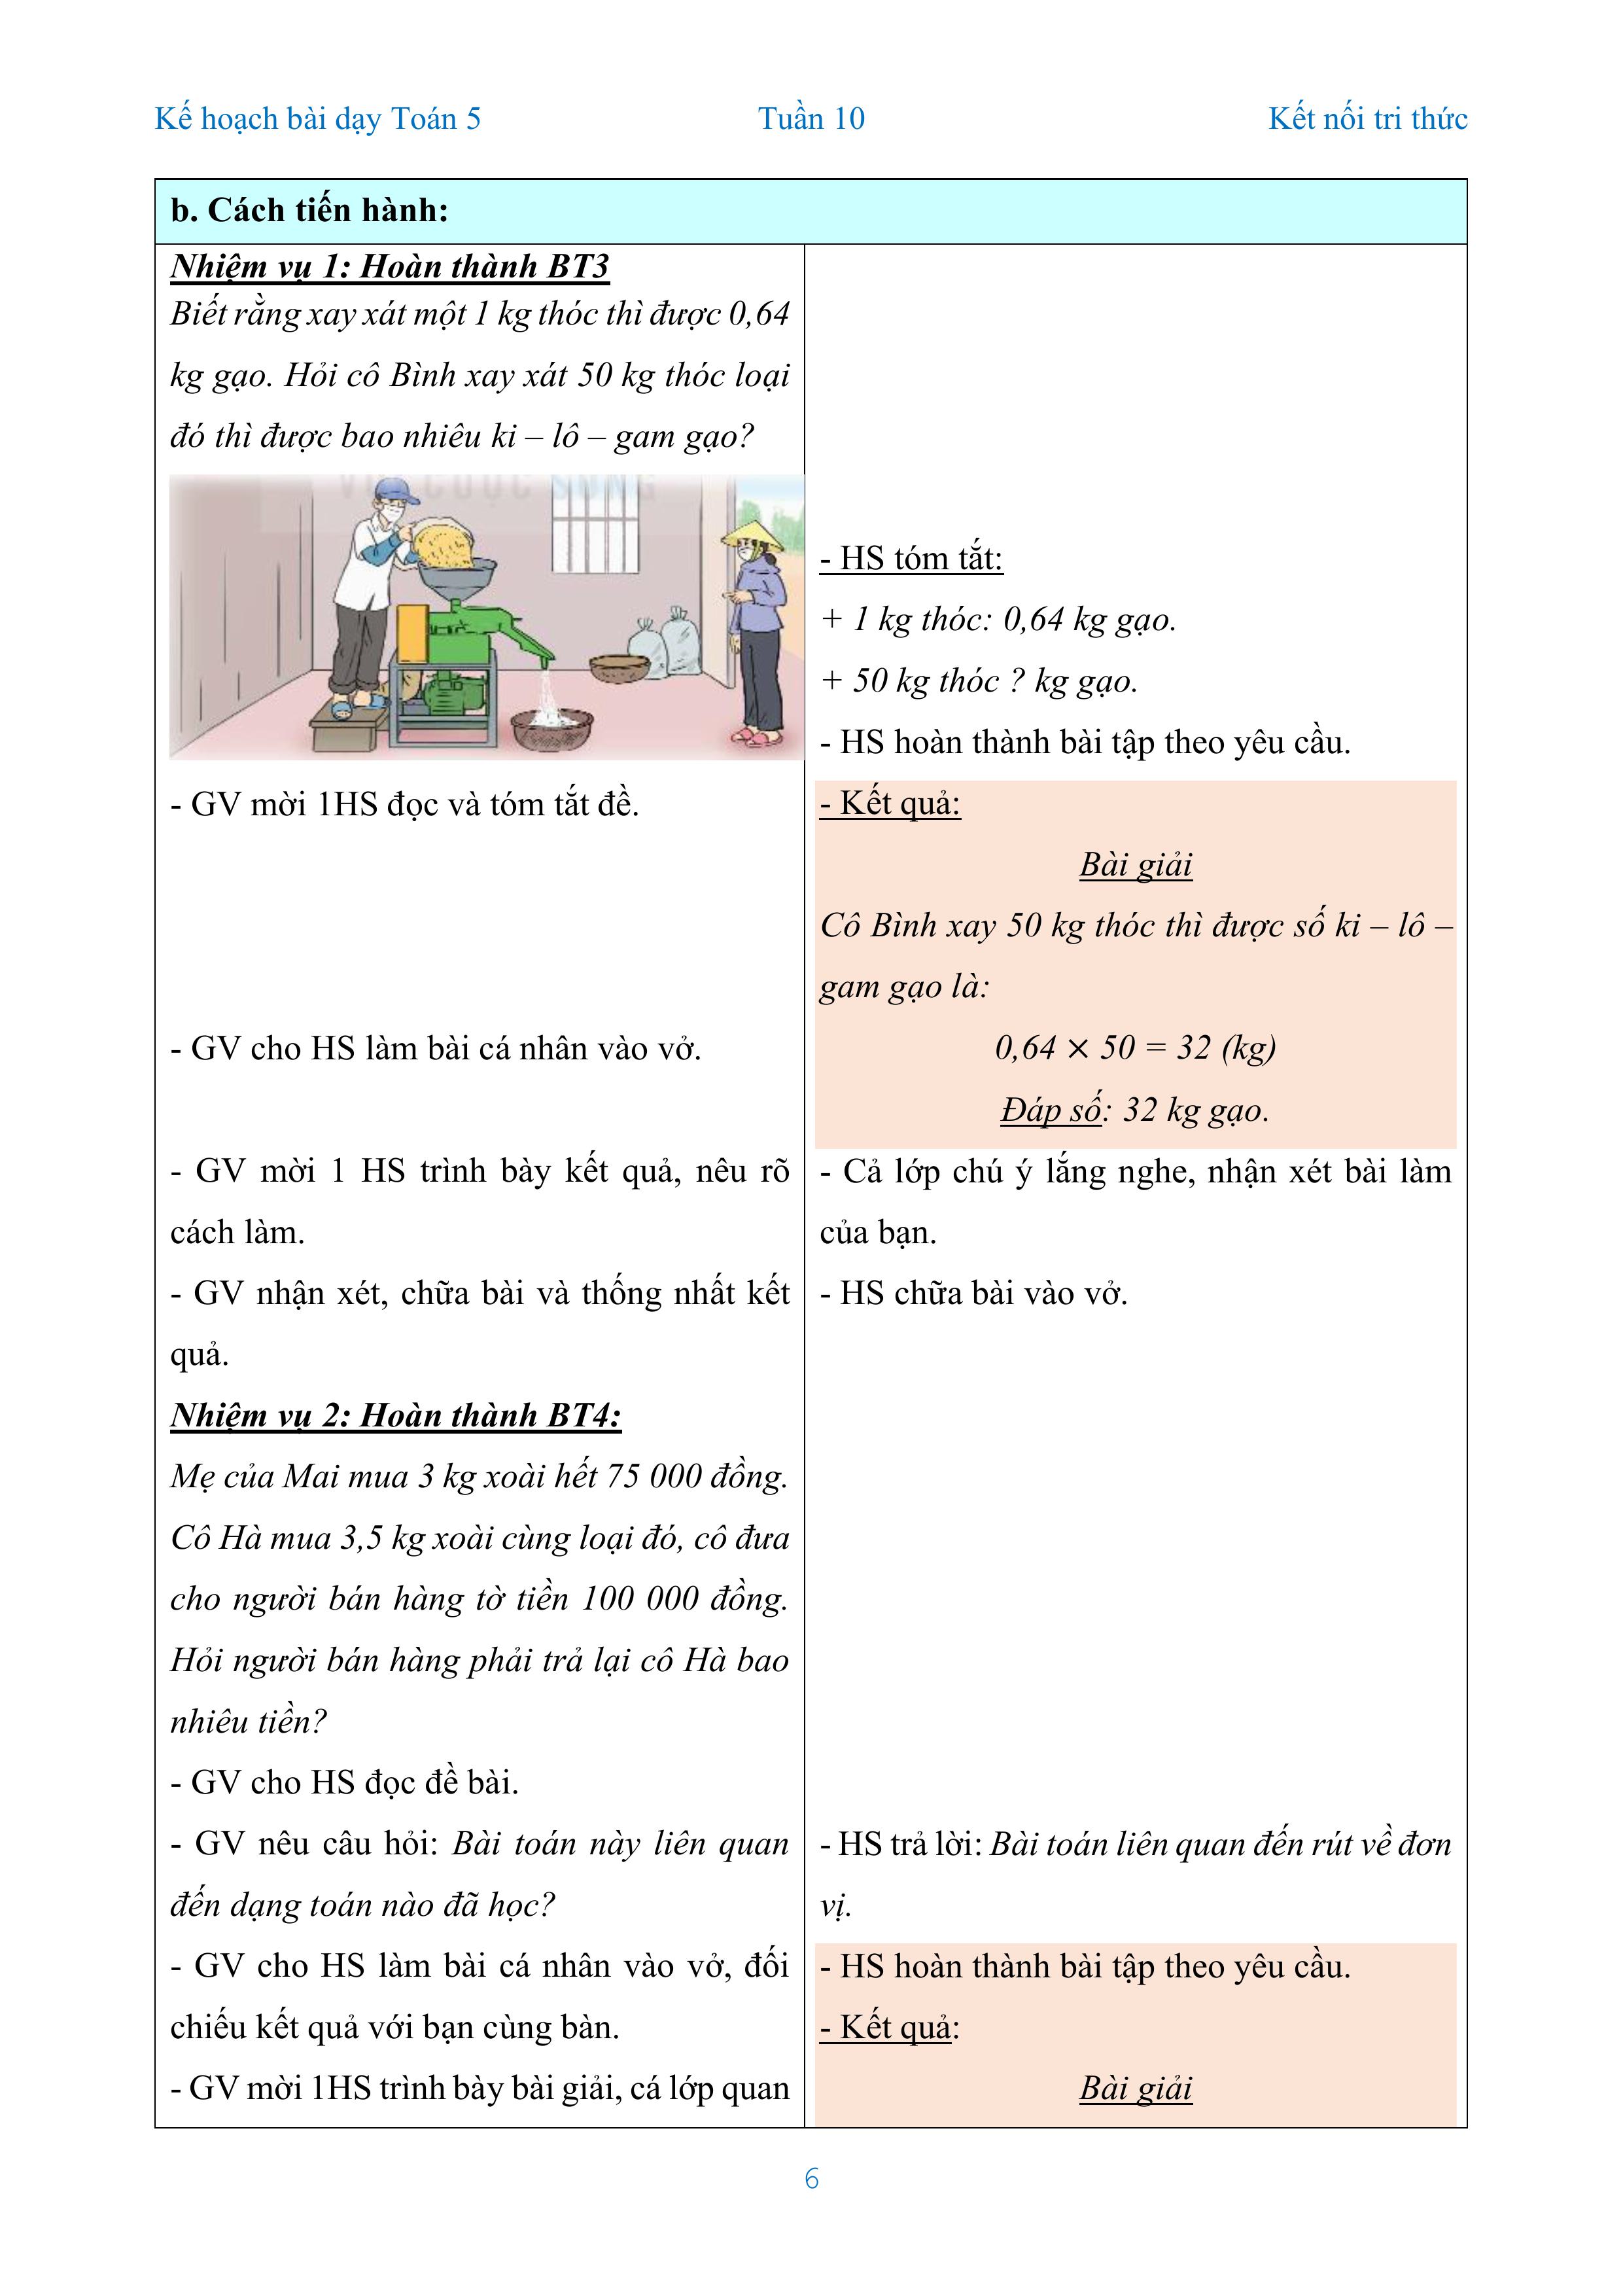 Kế hoạch bài dạy Toán 5 Tuần 10 Kết nối tri thức
b. Cách tiến hành:
Nhiệm vụ 1: Hoàn thành BT3
Biết rằng xay xát một 1 kg thóc thì được 0,64
kg gạo. Hỏi cô Bình xay xát 50 kg thóc loại
đó thì được bao nhiêu ki – lô – gam gạo?
CUỘC SỐNG
- GV mời 1HS đọc và tóm tắt đề.
- GV cho HS làm bài cá nhân vào vở.
- GV mời 1 HS trình bày kết quả, nêu rõ
cách làm.
- GV nhận xét, chữa bài và thống nhất kết
quả.
Nhiệm vụ 2: Hoàn thành BT4:
Mẹ của Mai mua 3 kg xoài hết 75 000 đồng.
Cô Hà mua 3,5 kg xoài cùng loại đó, cô đưa
cho người bán hàng tờ tiền 100 000 đồng.
Hỏi người bán hàng phải trả lại cô Hà bao
nhiêu tiền?
- GV cho HS đọc đề bài.
- GV nêu câu hỏi: Bài toán này liên quan
đến dạng toán nào đã học?
- GV cho HS làm bài cá nhân vào vở, đối
chiếu kết quả với bạn cùng bàn.
- GV mời 1HS trình bày bài giải, cá lớp quan
- HS tóm tắt:
+ 1 kg thóc: 0,64 kg gạo.
+ 50 kg thóc ? kg gạo.
- HS hoàn thành bài tập theo yêu cầu.
- Kết quả:
Bài giải
Cô Bình xay 50 kg thóc thì được số ki – lô –
gam gạo là:
0,64 × 50 = 32 (kg)
Đáp số: 32 kg gạo.
- Cả lớp chú ý lắng nghe, nhận xét bài làm
của bạn.
- HS chữa bài vào vở.
- HS trả lời: Bài toán liên quan đến rút về đơn
vị.
- HS hoàn thành bài tập theo yêu cầu.
- Kết quả:
Bài giải
6